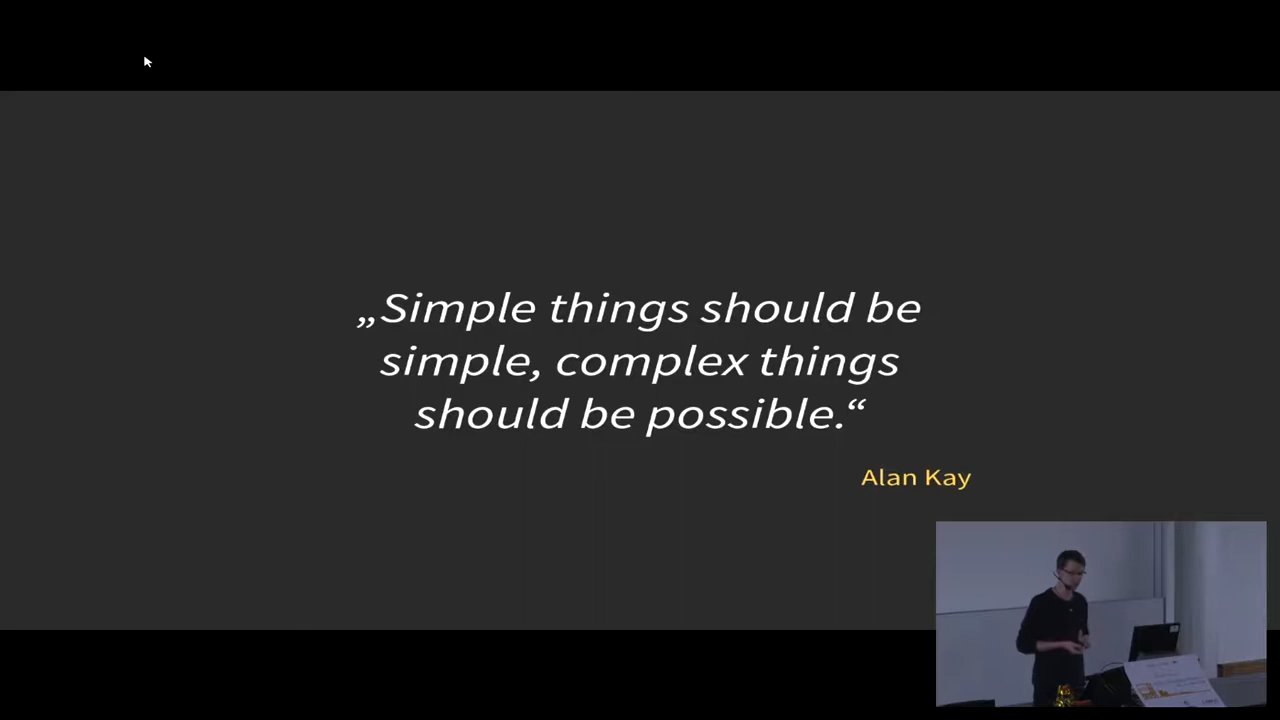 „Simple things should be
simple, complex things
should be possible.“
Alan Kay